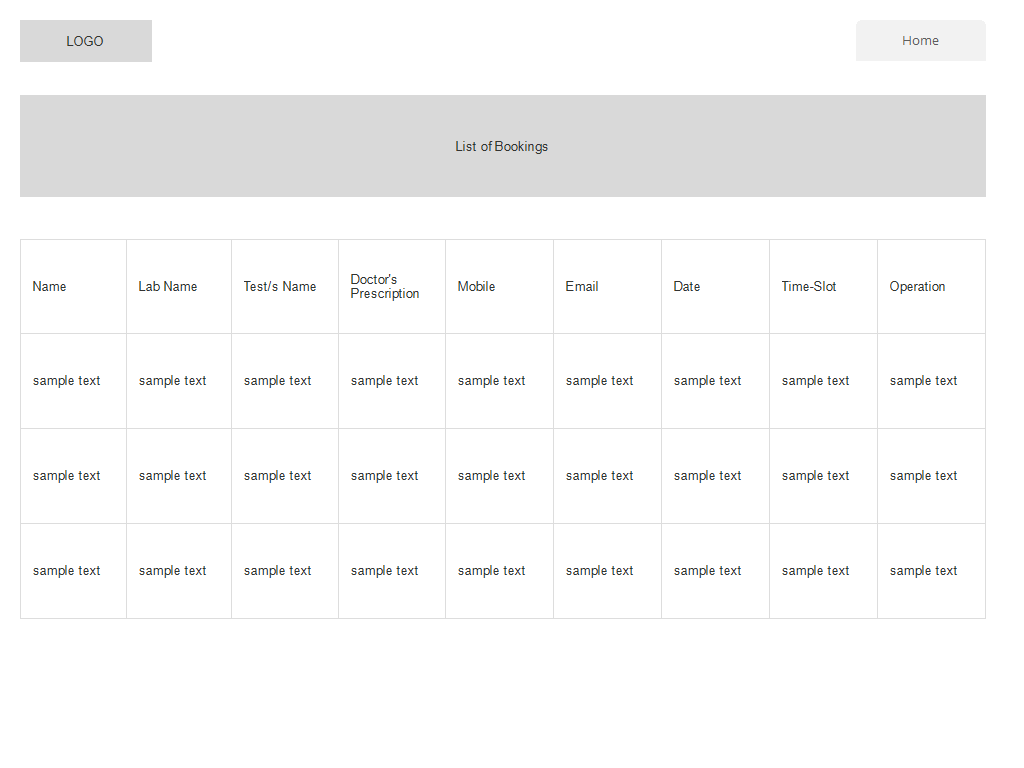 LOGO
Home
List of Bookings
Name Lab Name Test/s Name Doctor's Prescription Mobile Email Date Time-Slot Operation
sample text sample text sample text sample text sample text sample text sample text sample text sample text
sample text sample text sample text sample text sample text sample text sample text sample text sample text
sample text sample text sample text sample text sample text sample text sample text sample text sample text